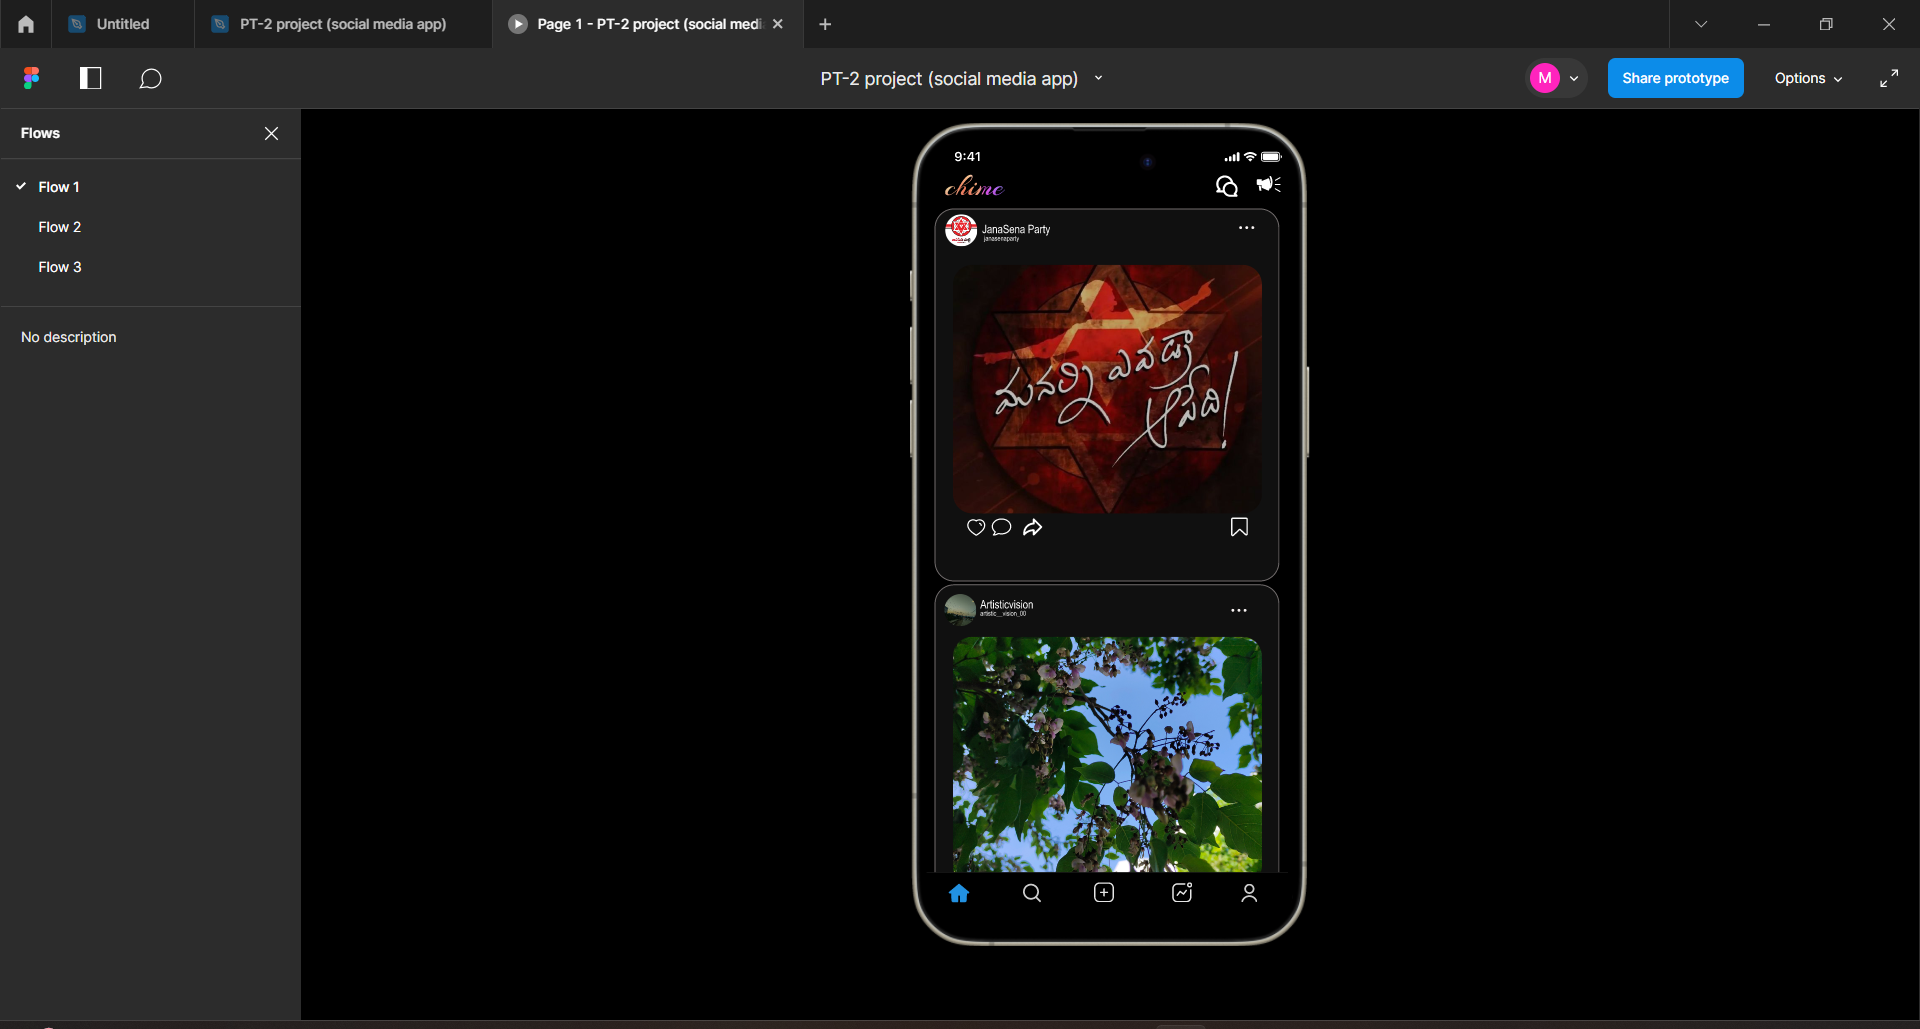 Untitled
PT-2 project (social media app)
Page 1 - PT-2 project (social medi
PT-2 project (social media app)
M
Share prototype
Options
Flows
Flow 1
Flow 2
Flow 3
No description
9:41
chime
JanaSena Party
janasenaparty
మనల్ని ఎవడ్రా
ఆపేది!
Artisticvision
artistic__vision_00